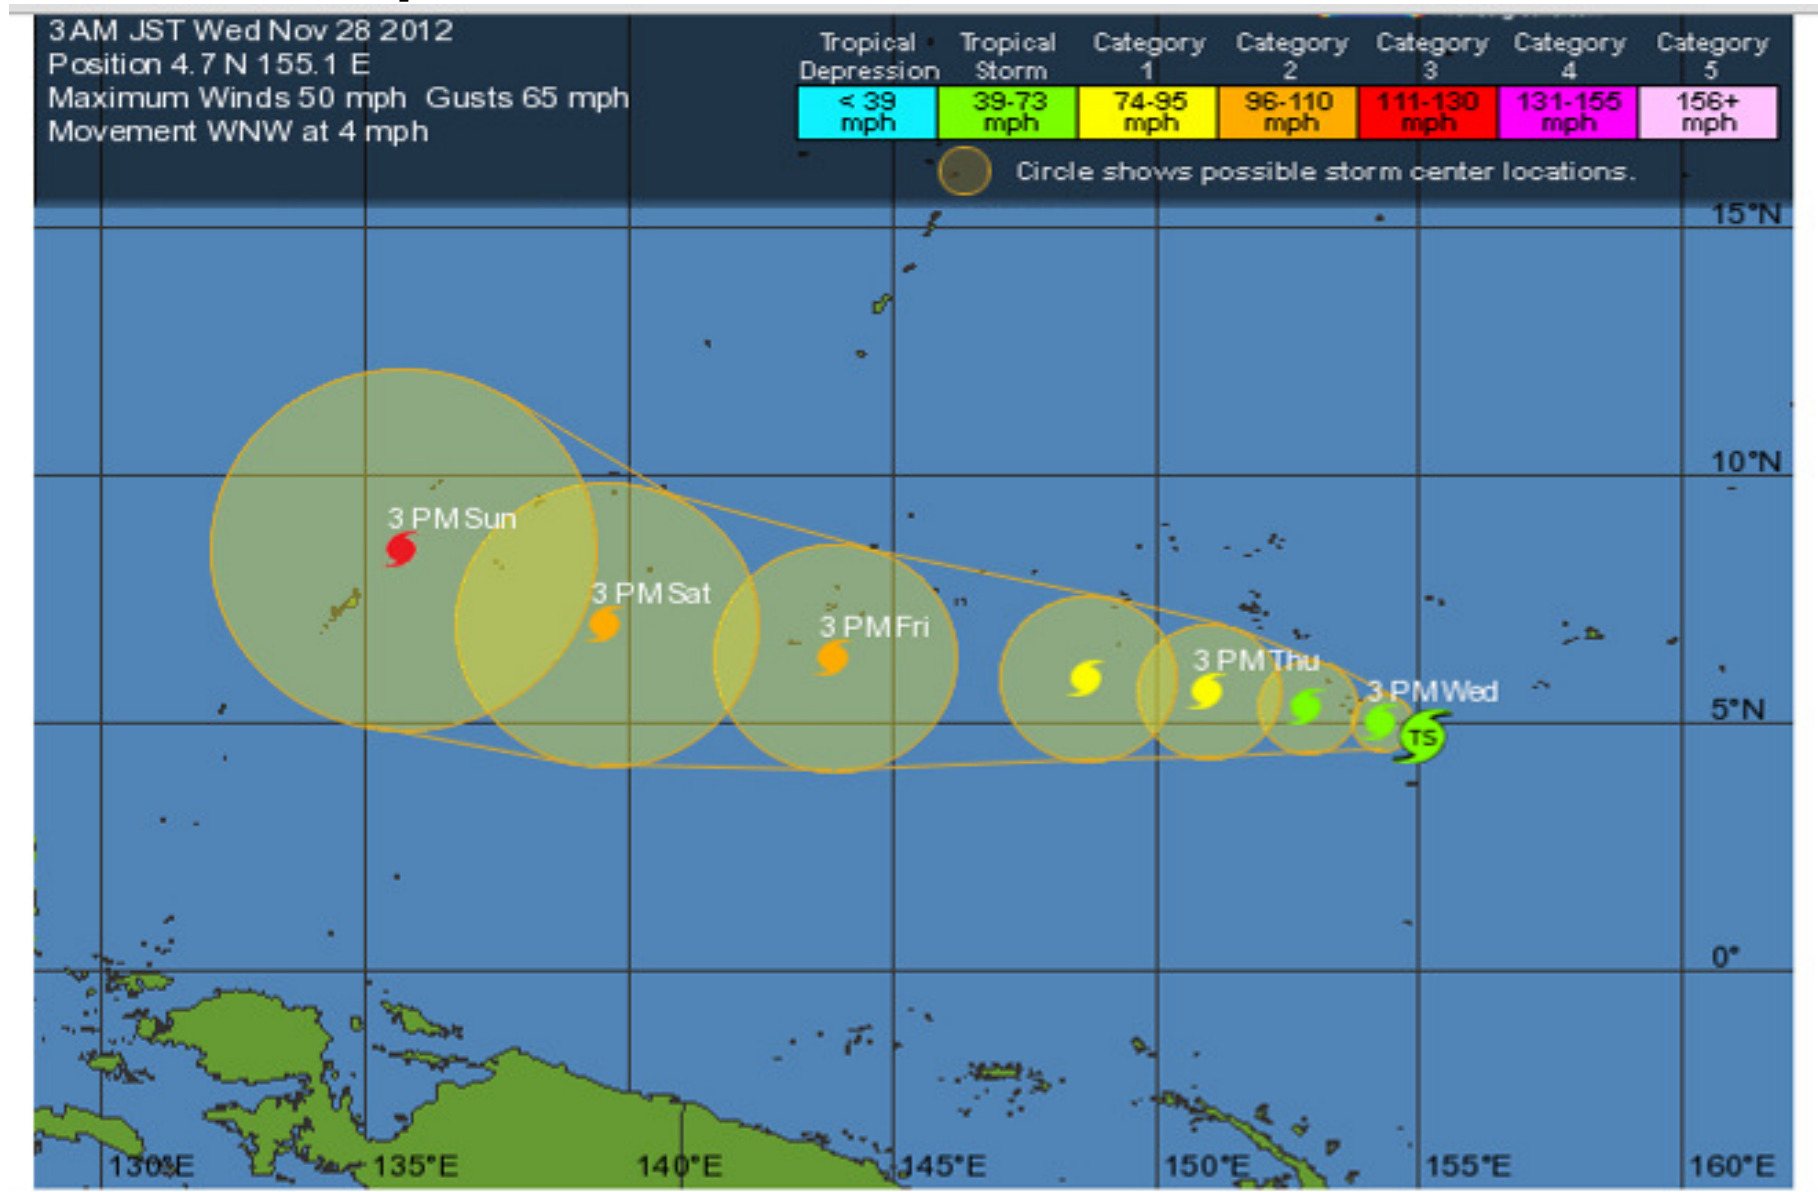 3 AM JST Wed Nov 28 2012
Position 4.7 N 155.1 E
Maximum Winds 50 mph Gusts 65 mph
Movement WNW at 4 mph
Tropical Depression
Tropical Storm
Category 1
Category 2
Category 3
Category 4
Category 5
< 39 mph
39-73 mph
74-95 mph
96-110 mph
111-130 mph
131-155 mph
156+ mph
Circle shows possible storm center locations.
15°N
10°N
3 PM Sun
3 PM Sat
3 PM Fri
3 PM Thu
3 PM Wed
5°N
TS
0°
130°E
135°E
140°E
145°E
150°E
155°E
160°E